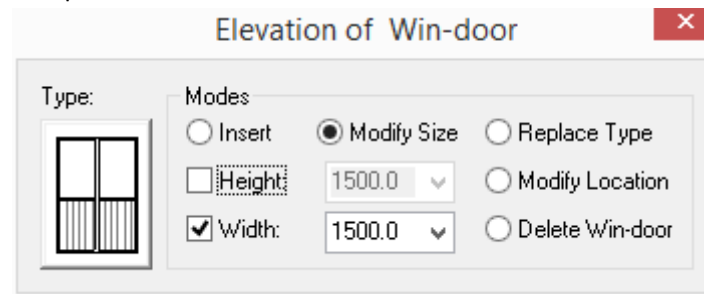 Elevation of Win-door
Type:
Modes
Insert
Modify Size
Replace Type
Height:
1500.0
Modify Location
Width:
1500.0
Delete Win-door